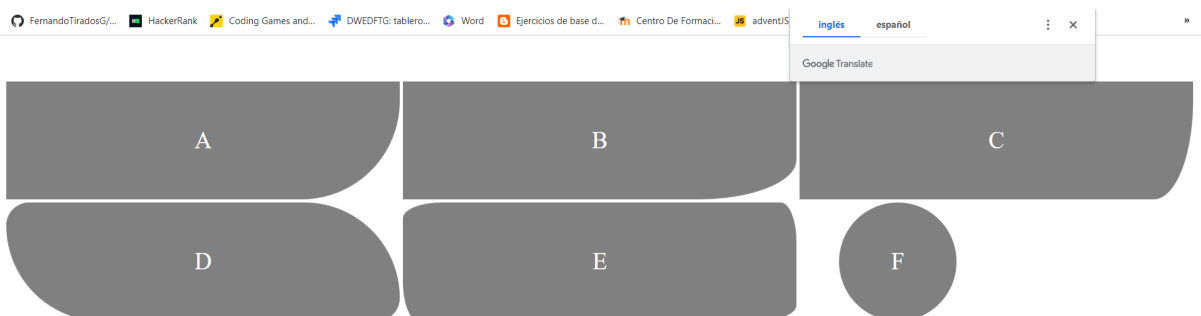 FernandoTiradosG/... HackerRank Coding Games and... DWEDFTG: tablero... Word Ejercicios de base d... Centro De Formaci... JS adventJS »
inglés español
Google Translate
A B C
D E F